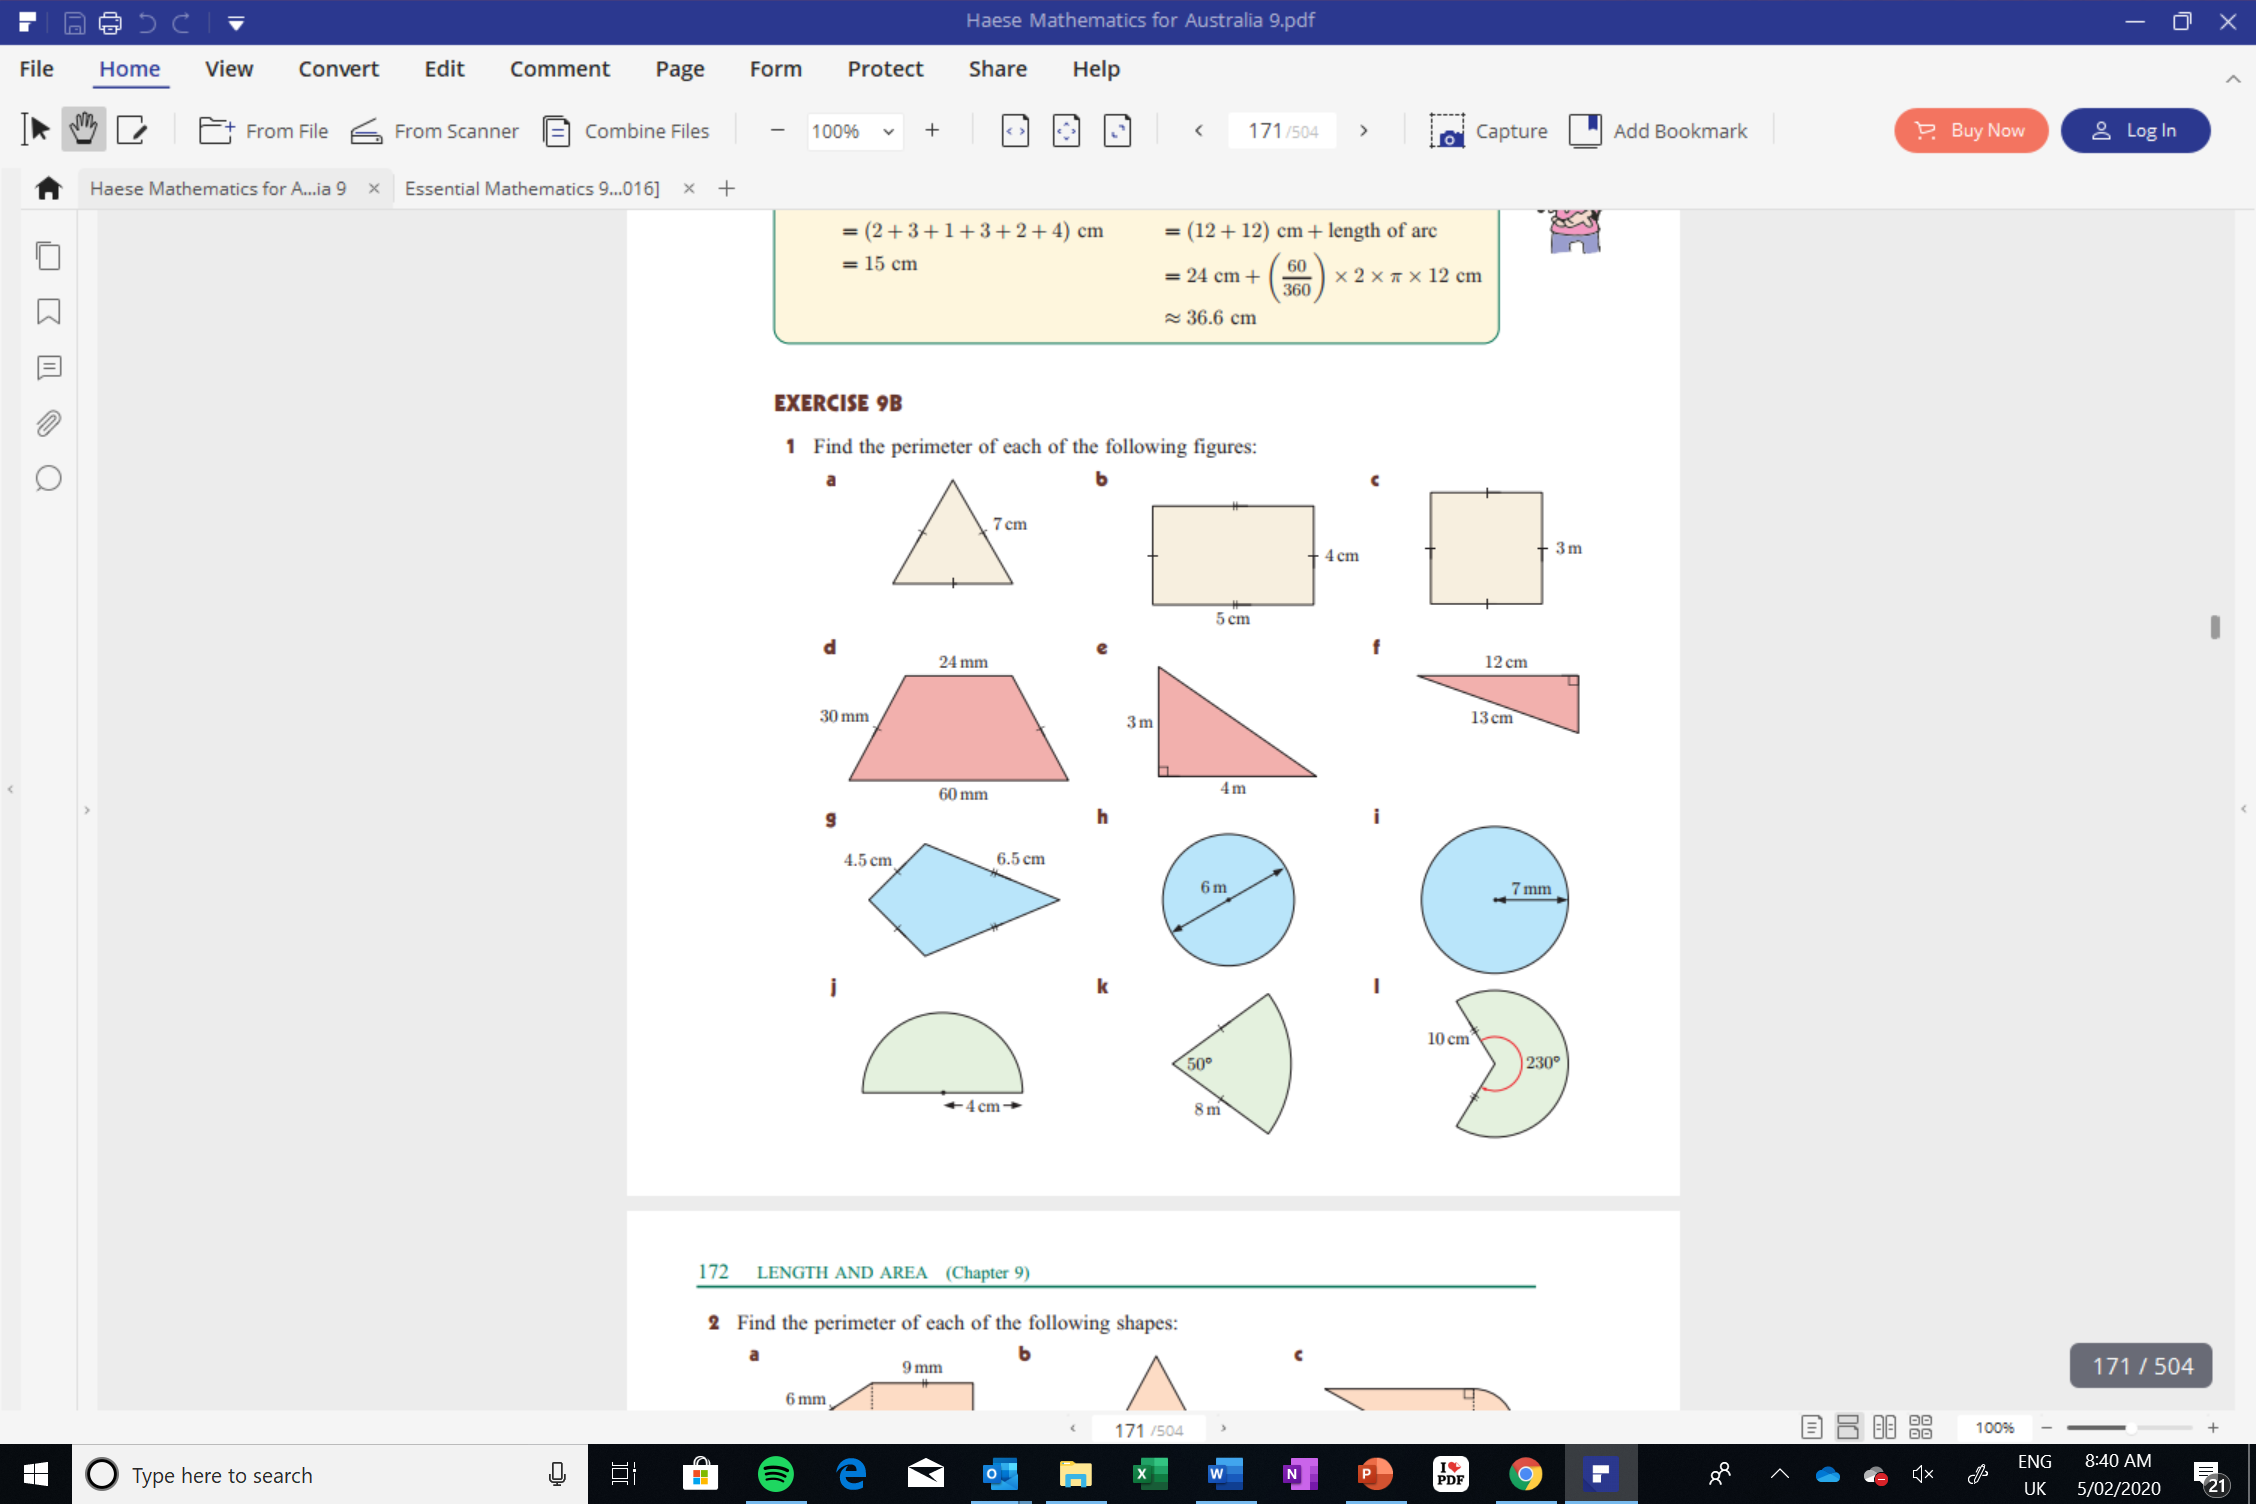 Haese Mathematics for Australia 9.pdf
File Home View Convert Edit Comment Page Form Protect Share Help
From File From Scanner Combine Files 100% 171/504 Capture Add Bookmark Buy Now Log In
Haese Mathematics for A...ia 9 Essential Mathematics 9...016]
= (2 + 3 + 1 + 3 + 2 + 4) cm
= 15 cm
= (12 + 12) cm + length of arc
= 24 cm + (60/360) × 2 × π × 12 cm
≈ 36.6 cm
EXERCISE 9B
1 Find the perimeter of each of the following figures:
a
7 cm
b
4 cm
5 cm
c
3 m
d
24 mm
30 mm
60 mm
e
3 m
4 m
f
12 cm
13 cm
g
4.5 cm
6.5 cm
h
6 m
i
7 mm
j
4 cm
k
50°
8 m
l
10 cm
230°
172 LENGTH AND AREA (Chapter 9)
2 Find the perimeter of each of the following shapes:
a
9 mm
6 mm
b
c
171 / 504
171 /504
100%
Type here to search
I PDF
ENG
UK
8:40 AM
5/02/2020
21